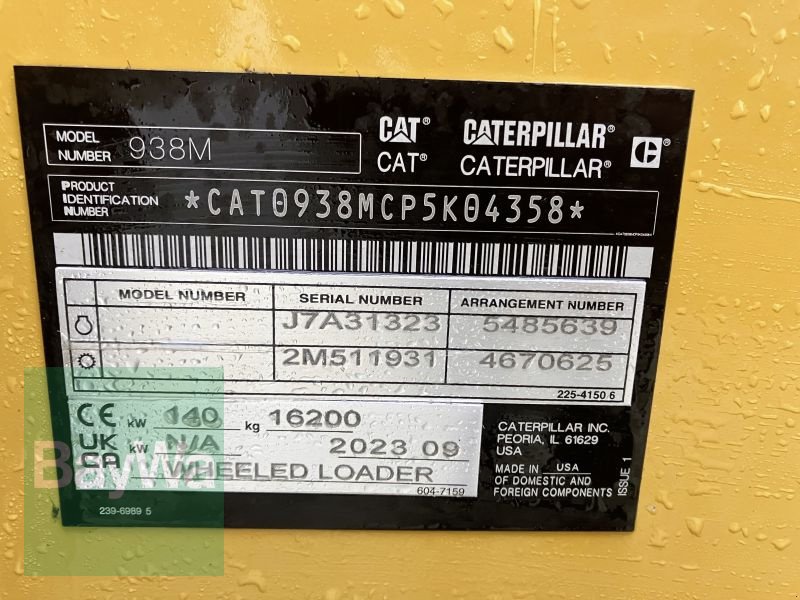 MODEL NUMBER 938M
CAT® CATERPILLAR®
CAT® CATERPILLAR®
PRODUCT IDENTIFICATION NUMBER *CAT0938MCP5K04358*
MODEL NUMBER SERIAL NUMBER ARRANGEMENT NUMBER
J7A31323 5485639
2M511931 4670625
225-4150 6
CE kW 140 kg 16200
UK CA kW N/A 2023 09
WHEELED LOADER
604-7159
239-6989 5
CATERPILLAR INC.
PEORIA, IL 61629
USA
MADE IN USA
OF DOMESTIC AND
FOREIGN COMPONENTS
ISSUE 1
BayWa